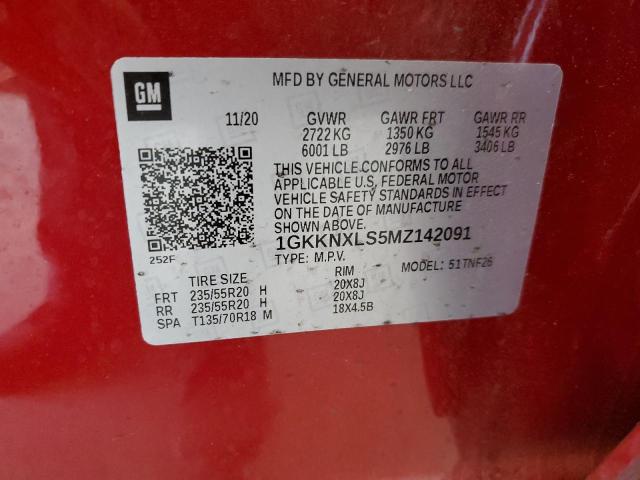 GM
MFD BY GENERAL MOTORS LLC
11/20 GVWR GAWR FRT GAWR RR
2722 KG 1350 KG 1545 KG
6001 LB 2976 LB 3406 LB
THIS VEHICLE CONFORMS TO ALL
APPLICABLE U.S. FEDERAL MOTOR
VEHICLE SAFETY STANDARDS IN EFFECT
ON THE DATE OF MANUFACTURE
SHOWN ABOVE.
252F 1GKKNXLS5MZ142091
TYPE: M.P.V. MODEL: 51TNF26
TIRE SIZE RIM
FRT 235/55R20 H 20X8J
RR 235/55R20 H 20X8J
SPA T135/70R18 M 18X4.5B